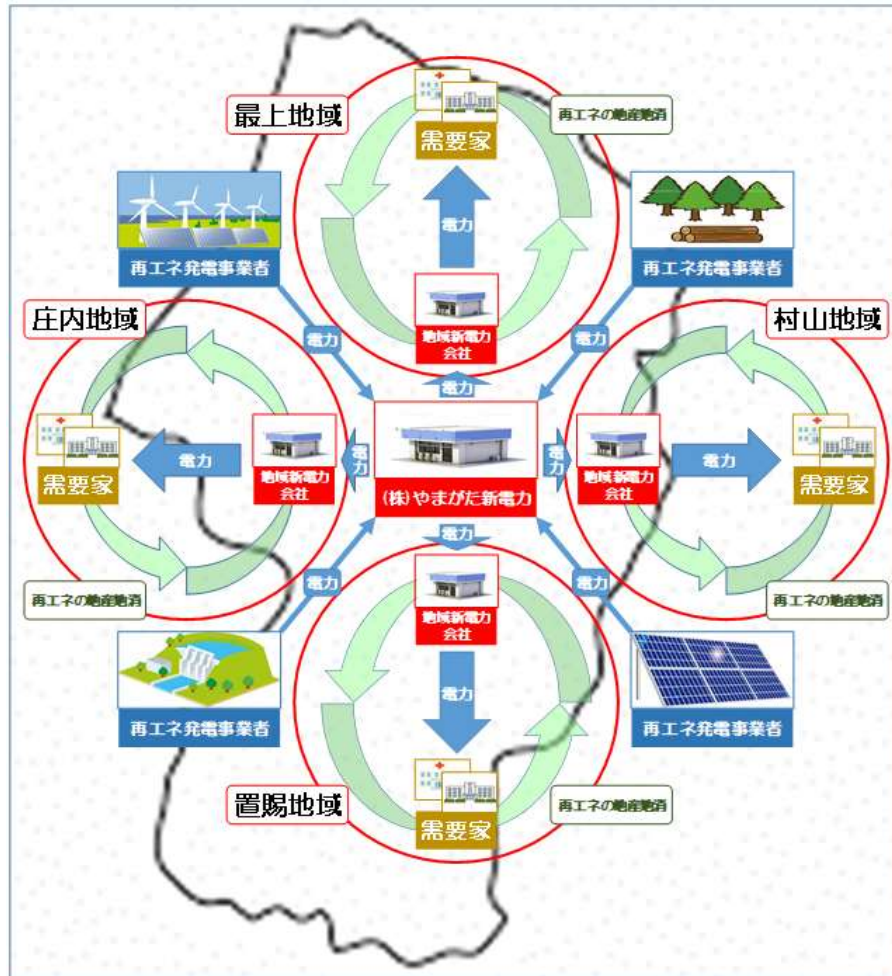 最上地域
需要家
再エネの地産地消
電力
地域新電力
会社
再エネ発電事業者
再エネ発電事業者
電力
電力
電力
庄内地域
需要家
電力
地域新電力
会社
電力
再エネの地産地消
(株)やまがた新電力
村山地域
電力
地域新電力
会社
電力
需要家
再エネの地産地消
電力
電力
電力
再エネ発電事業者
再エネ発電事業者
地域新電力
会社
電力
需要家
置賜地域
再エネの地産地消